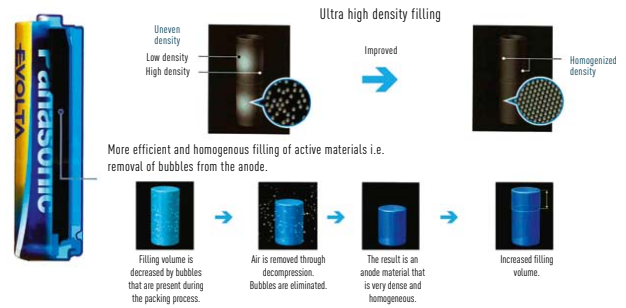 Ultra high density filling
Uneven
density
Low density
High density
Improved
Homogenized
density
EVOLTA
Panasonic
More efficient and homogenous filling of active materials i.e.
removal of bubbles from the anode.
Filling volume is
decreased by bubbles
that are present during
the packing process.
Air is removed through
decompression.
Bubbles are eliminated.
The result is an
anode material that
is very dense and
homogeneous.
Increased filling
volume.